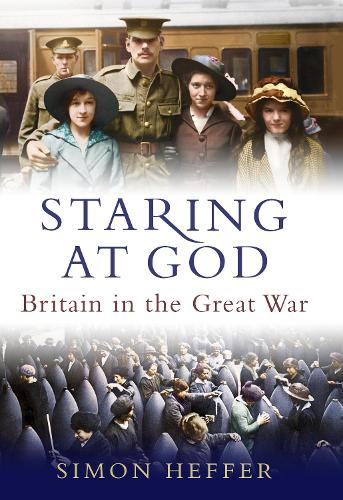 STARING
AT GOD
Britain in the Great War
SIMON HEFFER